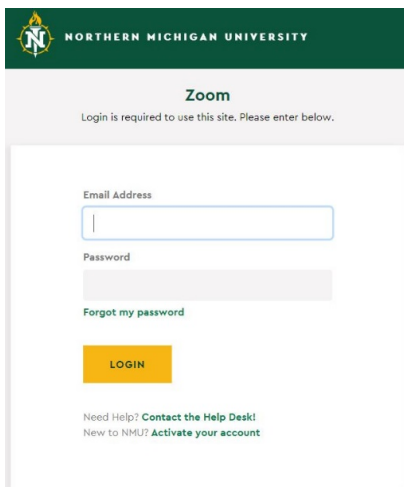 N NORTHERN MICHIGAN UNIVERSITY
Zoom
Login is required to use this site. Please enter below.
Email Address
Password
Forgot my password
LOGIN
Need Help? Contact the Help Desk!
New to NMU? Activate your account